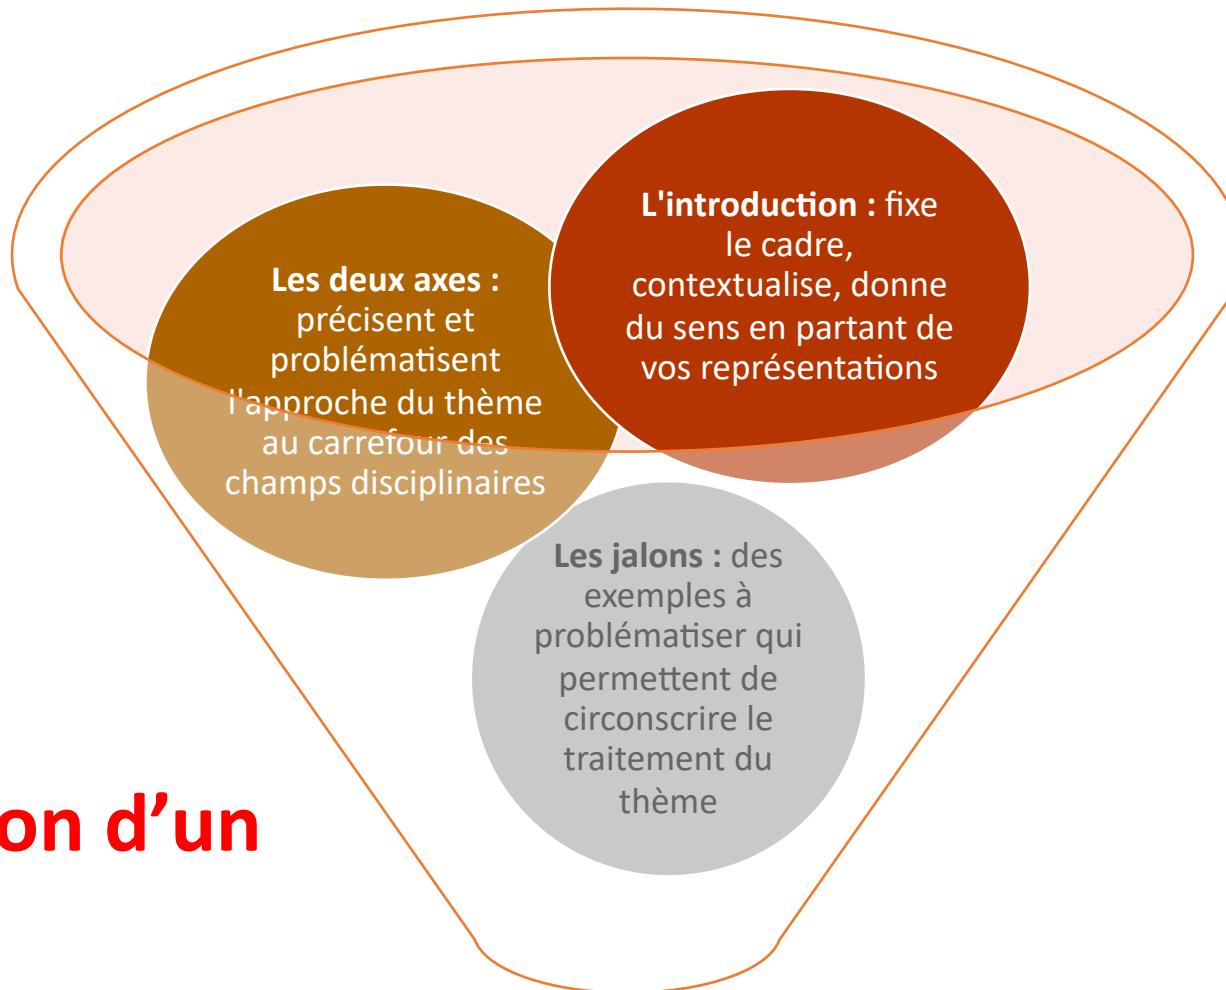 L'introduction : fixe
le cadre,
contextualise, donne
du sens en partant de
vos représentations
Les deux axes :
précisent et
problématisent
l'approche du thème
au carrefour des
champs disciplinaires
Les jalons : des
exemples à
problématiser qui
permettent de
circonscrire le
traitement du
thème
on d’un